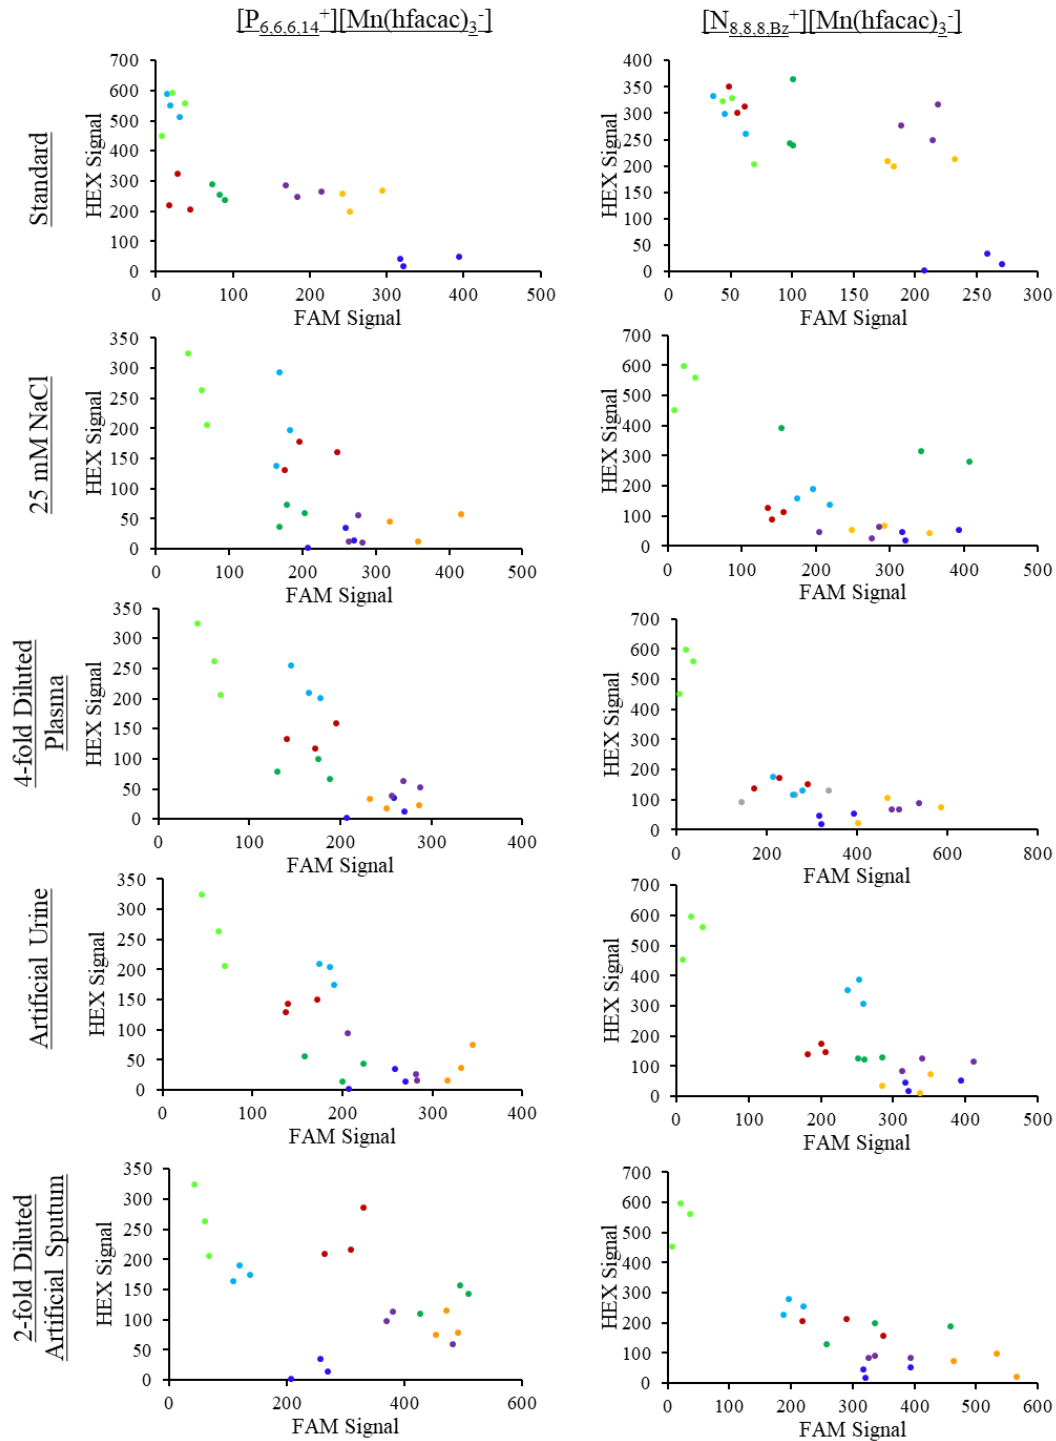 [P6.6.6.14+][Mn(hfacac)3-]
[N8.8.8.Bz+][Mn(hfacac)3-]
Standard
HEX Signal
700
600
500
400
300
200
100
0
0 100 200 300 400 500
FAM Signal
HEX Signal
400
350
300
250
200
150
100
50
0
0 50 100 150 200 250 300
FAM Signal
25 mM NaCl
HEX Signal
350
300
250
200
150
100
50
0
0 100 200 300 400 500
FAM Signal
HEX Signal
700
600
500
400
300
200
100
0
0 100 200 300 400 500
FAM Signal
4-fold Diluted
Plasma
HEX Signal
350
300
250
200
150
100
50
0
0 100 200 300 400
FAM Signal
HEX Signal
700
600
500
400
300
200
100
0
0 200 400 600 800
FAM Signal
Artificial Urine
HEX Signal
350
300
250
200
150
100
50
0
0 100 200 300 400
FAM Signal
HEX Signal
700
600
500
400
300
200
100
0
0 100 200 300 400 500
FAM Signal
2-fold Diluted
Artificial Sputum
HEX Signal
350
300
250
200
150
100
50
0
0 200 400 600
FAM Signal
HEX Signal
700
600
500
400
300
200
100
0
0 100 200 300 400 500 600
FAM Signal